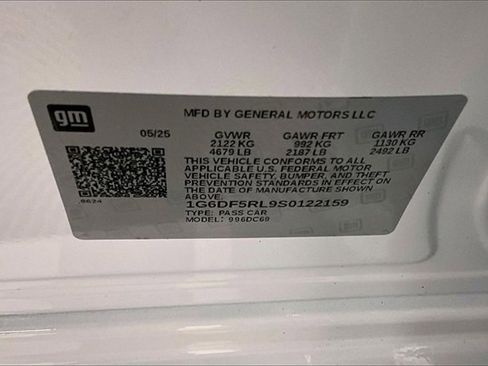 gm
MFD BY GENERAL MOTORS LLC
05/25 GVWR GAWR FRT GAWR RR
2122 KG 992 KG 1130 KG
4679 LB 2187 LB 2492 LB
THIS VEHICLE CONFORMS TO ALL
APPLICABLE U.S. FEDERAL MOTOR
VEHICLE SAFETY, BUMPER, AND THEFT
PREVENTION STANDARDS IN EFFECT ON
THE DATE OF MANUFACTURE SHOWN
ABOVE.
8624
1G6DF5RL9S0122159
TYPE: PASS CAR
MODEL: 996DC69